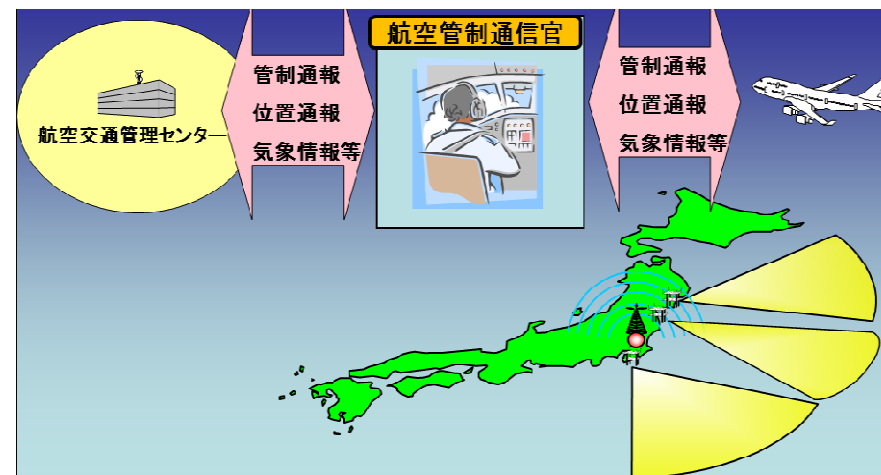 航空管制通信官
管制通報
位置通報
気象情報等
航空交通管理センター
管制通報
位置通報
気象情報等